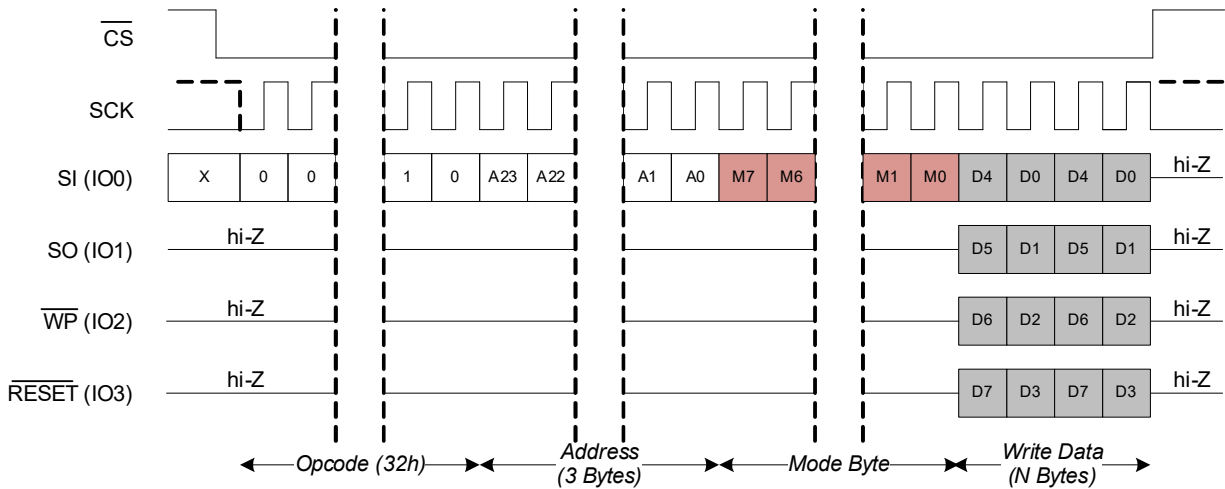 CS
SCK
SI (IO0) X 0 0 1 0 A23 A22 A1 A0 M7 M6 M1 M0 D4 D0 D4 D0 hi-Z
SO (IO1) hi-Z D5 D1 D5 D1 hi-Z
WP (IO2) hi-Z D6 D2 D6 D2 hi-Z
RESET (IO3) hi-Z D7 D3 D7 D3 hi-Z
Opcode (32h) Address Mode Byte Write Data
(3 Bytes) (N Bytes)